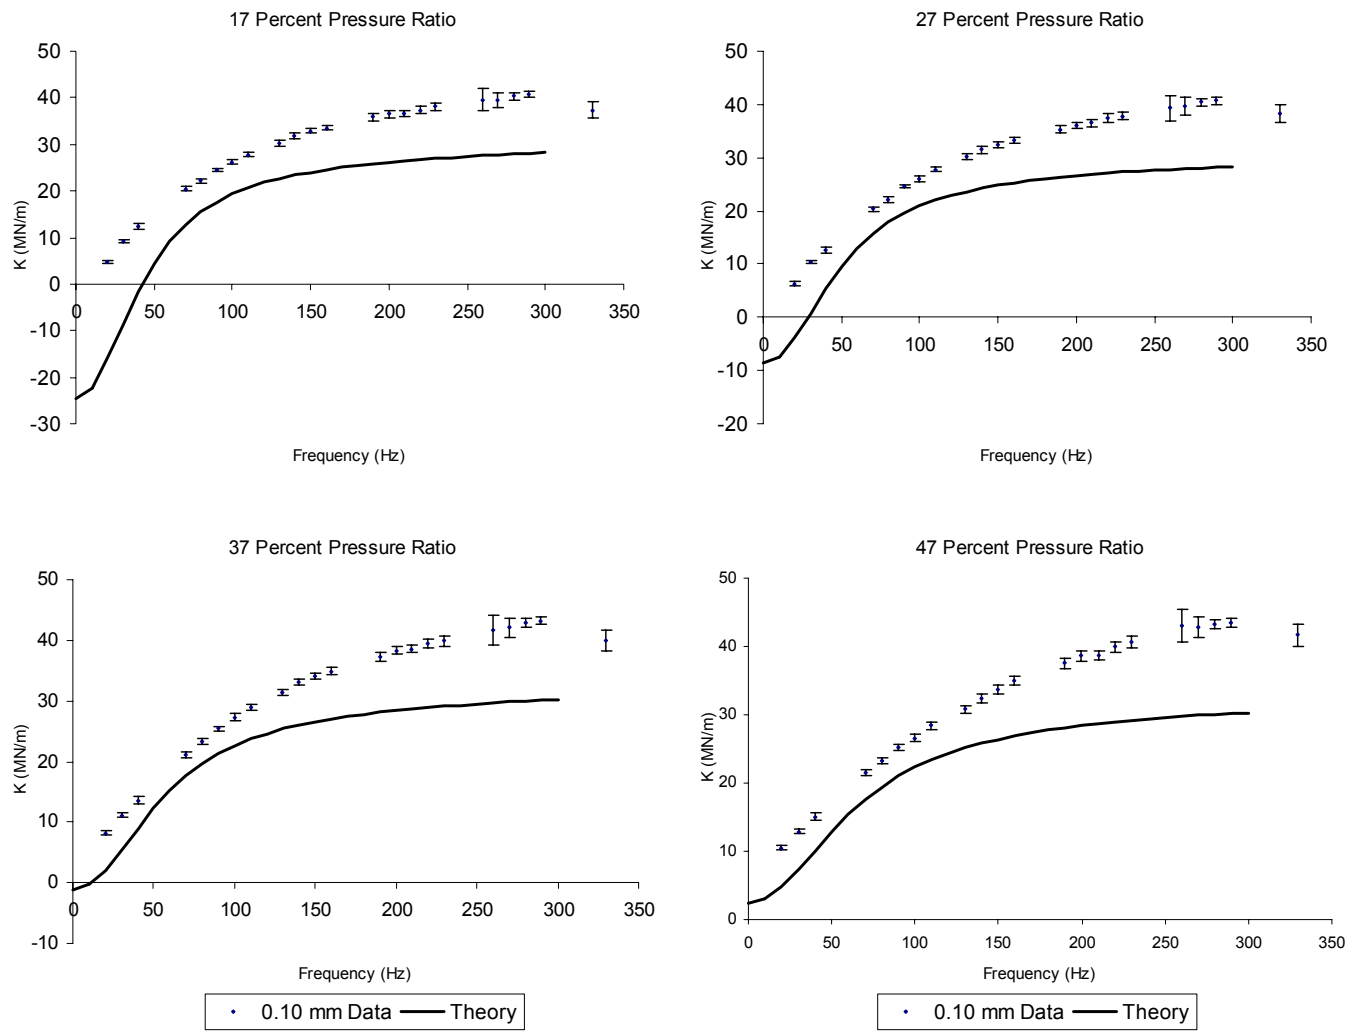 17 Percent Pressure Ratio
50
40
30
20
10
0
-10
-20
-30
K (MN/m)
0 50 100 150 200 250 300 350
Frequency (Hz)
27 Percent Pressure Ratio
50
40
30
20
10
0
-10
-20
K (MN/m)
0 50 100 150 200 250 300 350
Frequency (Hz)
37 Percent Pressure Ratio
50
40
30
20
10
0
-10
K (MN/m)
0 50 100 150 200 250 300 350
Frequency (Hz)
0.10 mm Data Theory
47 Percent Pressure Ratio
50
40
30
20
10
0
K (MN/m)
0 50 100 150 200 250 300 350
Frequency (Hz)
0.10 mm Data Theory